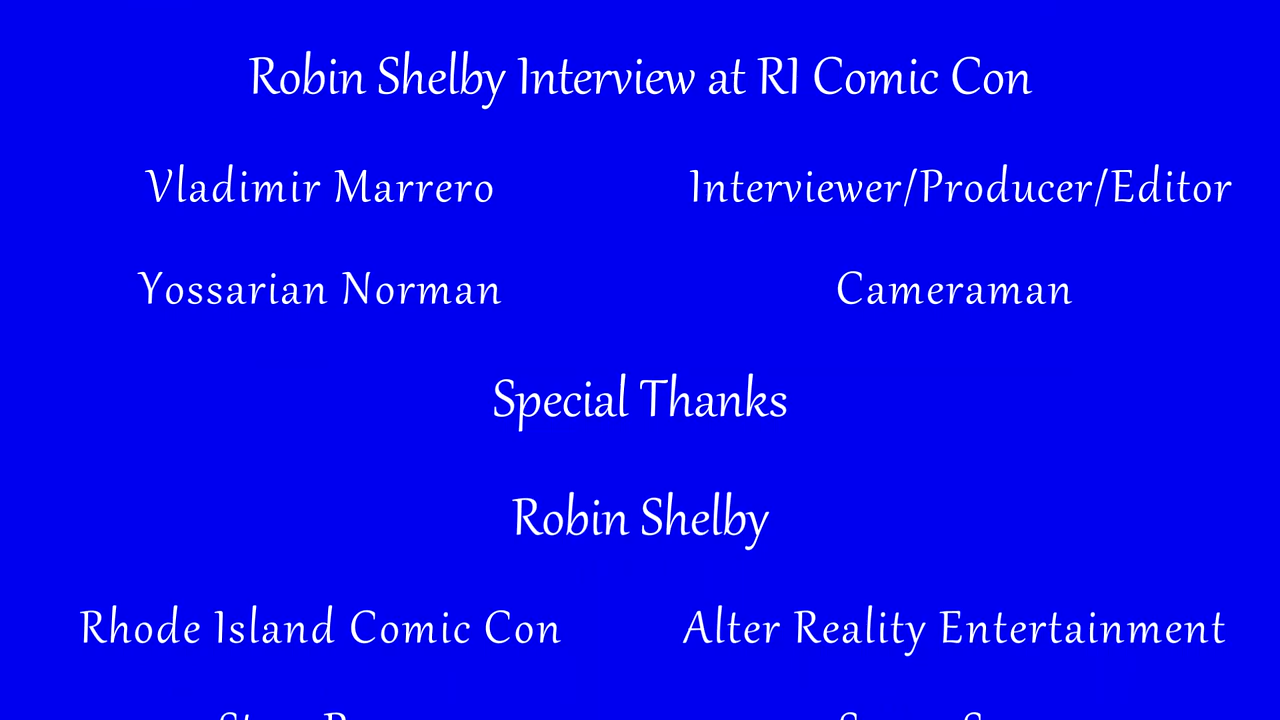 Robin Shelby Interview at RI Comic Con
Vladimir Marrero Interviewer/Producer/Editor
Yossarian Norman Cameraman
Special Thanks
Robin Shelby
Rhode Island Comic Con Alter Reality Entertainment